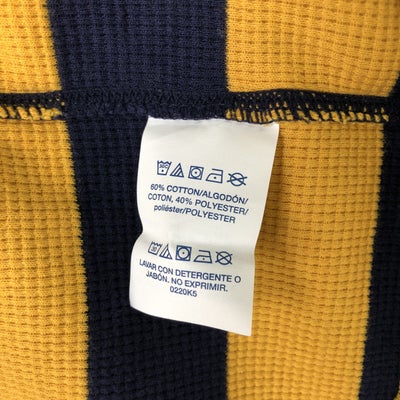 60% COTTON/ALGODÓN/
COTON, 40% POLYESTER/
poliéster/POLYESTER
LAVAR CON DETERGENTE O
JABÓN. NO EXPRIMIR.
0220K5